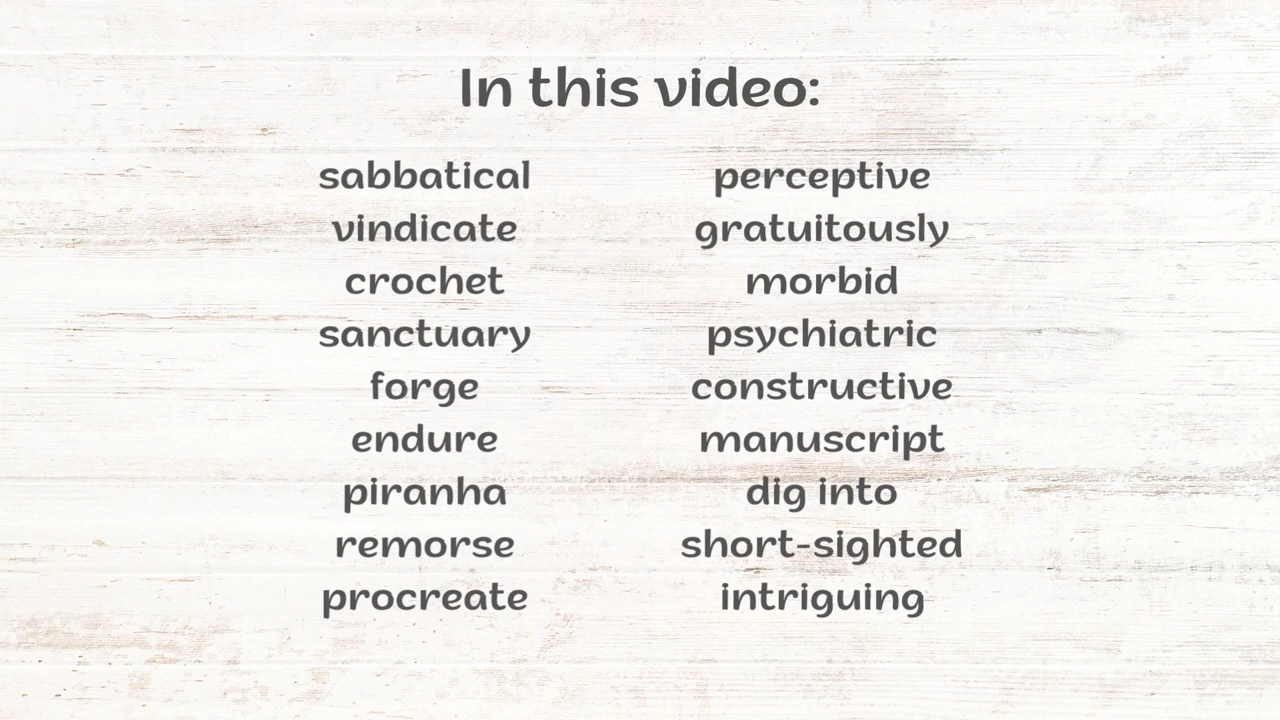 In this video:
sabbatical
vindicate
crochet
sanctuary
forge
endure
piranha
remorse
procreate
perceptive
gratuitously
morbid
psychiatric
constructive
manuscript
dig into
short-sighted
intriguing